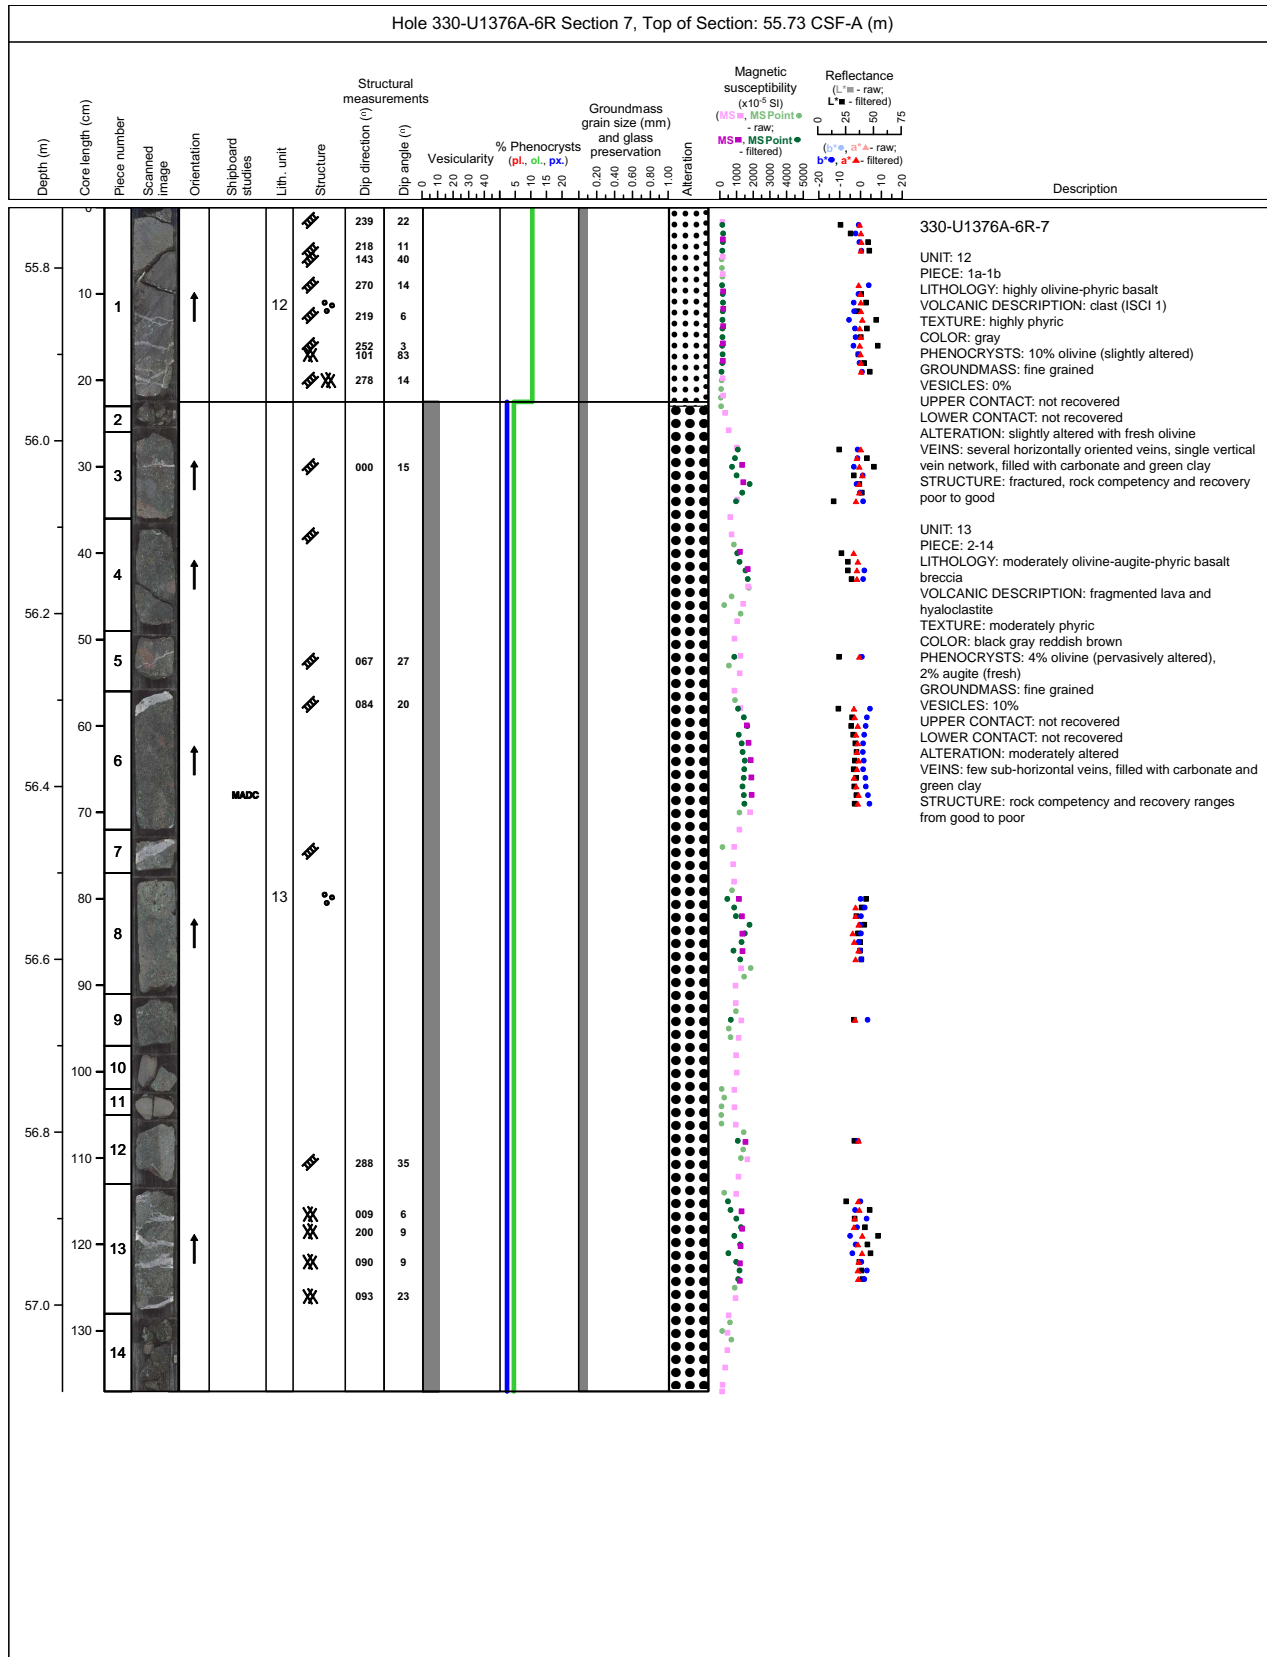 Hole 330-U1376A-6R Section 7, Top of Section: 55.73 CSF-A (m)
Depth (m)
Core length (cm)
Piece number
Scanned image
Orientation
Shipboard studies
Lith. unit
Structure
Structural measurements
Dip direction (°)
Dip angle (°)
Vesicularity
0 10 20 30 40
% Phenocrysts
(pl., ol., px.)
5 10 15 20
Groundmass
grain size (mm)
and glass
preservation
0.20 0.40 0.60 0.80 1.00
Alteration
Magnetic
susceptibility
(x10-5 SI)
(MS, MSPoint
- raw;
MS, MSPoint
- filtered)
0 1000 2000 3000 4000 5000
Reflectance
(L* - raw;
L* - filtered)
0 25 50 75
(b*, a* - raw;
b*, a* - filtered)
-20 -10 0 10 20
Description
55.8
56.0
56.2
56.4
56.6
56.8
57.0
0
10
20
30
40
50
60
70
80
90
100
110
120
130
1
2
3
4
5
6
7
8
9
10
11
12
13
14
MADC
12
13
239 22
218 11
143 40
270 14
219 6
252 3
101 83
278 14
000 15
067 27
084 20
288 35
009 6
200 9
090 9
093 23
330-U1376A-6R-7
UNIT: 12
PIECE: 1a-1b
LITHOLOGY: highly olivine-phyric basalt
VOLCANIC DESCRIPTION: clast (ISCI 1)
TEXTURE: highly phyric
COLOR: gray
PHENOCRYSTS: 10% olivine (slightly altered)
GROUNDMASS: fine grained
VESICLES: 0%
UPPER CONTACT: not recovered
LOWER CONTACT: not recovered
ALTERATION: slightly altered with fresh olivine
VEINS: several horizontally oriented veins, single vertical
vein network, filled with carbonate and green clay
STRUCTURE: fractured, rock competency and recovery
poor to good
UNIT: 13
PIECE: 2-14
LITHOLOGY: moderately olivine-augite-phyric basalt
breccia
VOLCANIC DESCRIPTION: fragmented lava and
hyaloclastite
TEXTURE: moderately phyric
COLOR: black gray reddish brown
PHENOCRYSTS: 4% olivine (pervasively altered),
2% augite (fresh)
GROUNDMASS: fine grained
VESICLES: 10%
UPPER CONTACT: not recovered
LOWER CONTACT: not recovered
ALTERATION: moderately altered
VEINS: few sub-horizontal veins, filled with carbonate and
green clay
STRUCTURE: rock competency and recovery ranges
from good to poor